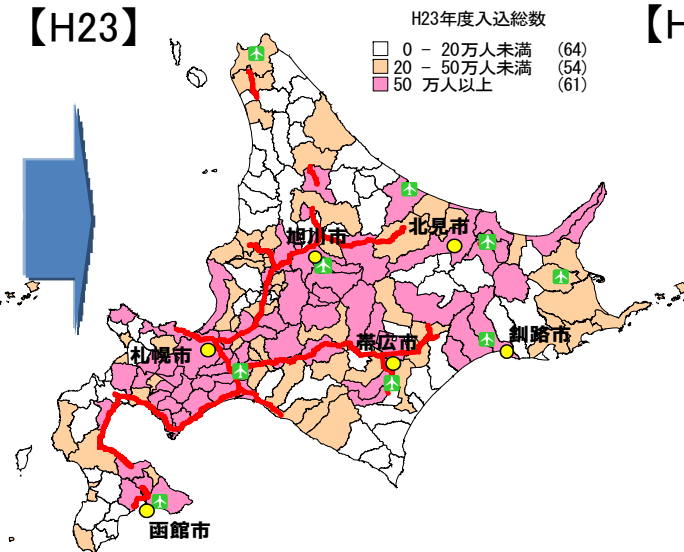 【H23】
【H
H23年度入込総数
0 - 20万人未満 (64)
20 - 50万人未満 (54)
50 万人以上 (61)
旭川市
北見市
札幌市
帯広市
釧路市
函館市